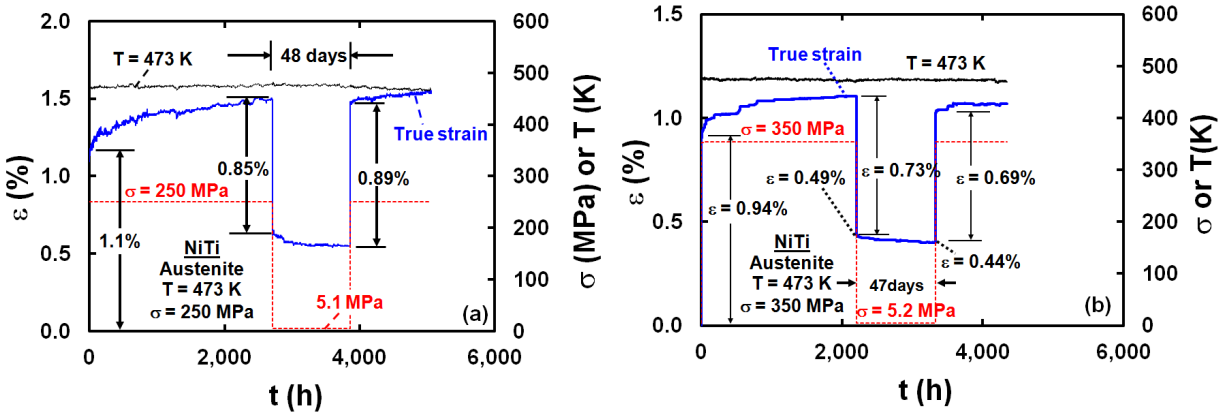 2.0
1.5
1.0
0.5
0.0
ε (%)
0
2,000
4,000
6,000
t (h)
600
500
400
300
200
100
0
σ (MPa) or T (K)
T = 473 K
48 days
True strain
0.85%
0.89%
σ = 250 MPa
1.1%
NiTi
Austenite
T = 473 K
σ = 250 MPa
5.1 MPa
(a)
1.5
1.0
0.5
0.0
ε (%)
0
2,000
4,000
6,000
t (h)
600
500
400
300
200
100
0
σ or T(K)
True strain
T = 473 K
σ = 350 MPa
ε = 0.49%
ε = 0.73%
ε = 0.69%
ε = 0.94%
NiTi
Austenite
T = 473 K
σ = 350 MPa
ε = 0.44%
47days
σ = 5.2 MPa
(b)